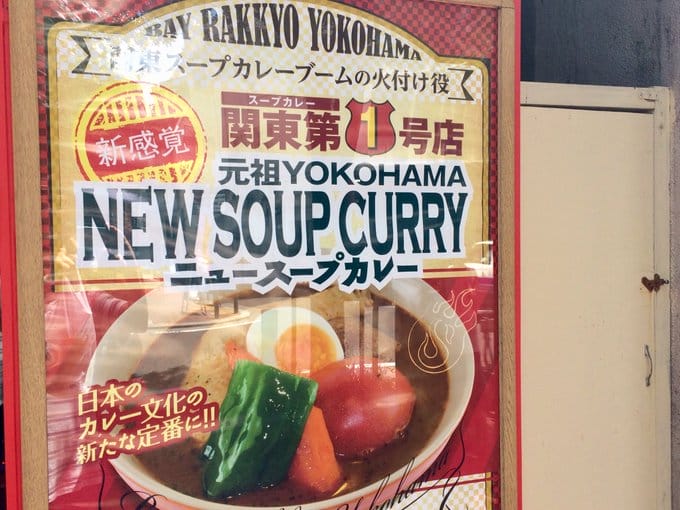 BAY RAKKYO YOKOHAMA
東スープカレーブームの火付け役
新感覚
スープカレー
関東第1号店
元祖YOKOHAMA
NEW SOUP CURRY
ニュースープカレー
日本の
カレー文化の
新たな定番に!!
Yokohama